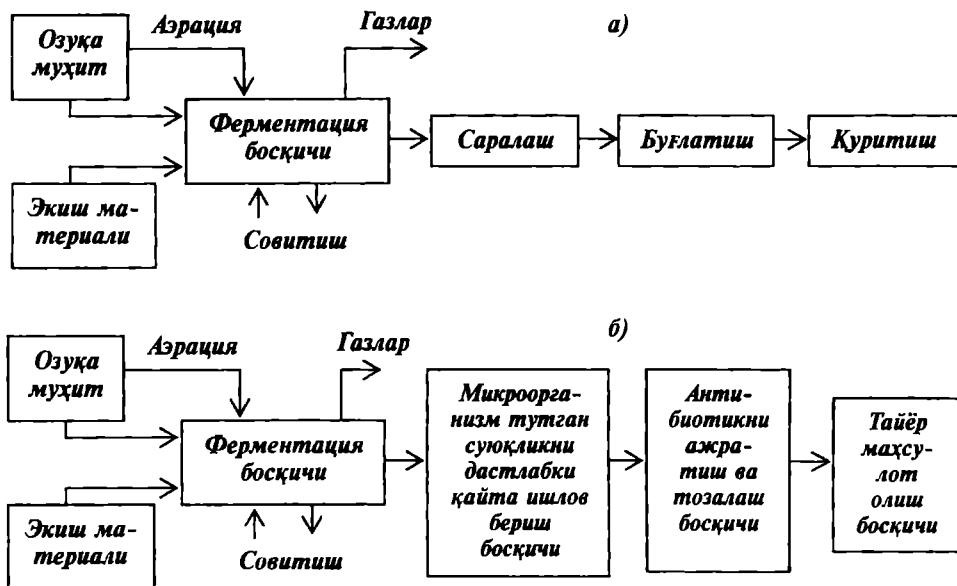 а)
Озуқа
муҳит
Аэрация
Газлар
Ферментация
босқичи
Саралаш
Буғлатиш
Қуритиш
Экиш ма-
териали
Совитиш
б)
Озуқа
муҳит
Аэрация
Газлар
Ферментация
босқичи
Микроорга-
низм тутган
суюқликни
дастлабки
қайта ишлов
бериш
босқичи
Анти-
биотикни
ажра-
тиш ва
тозалаш
босқичи
Тайёр
маҳсу-
лот
олиш
босқичи
Экиш ма-
териали
Совитиш